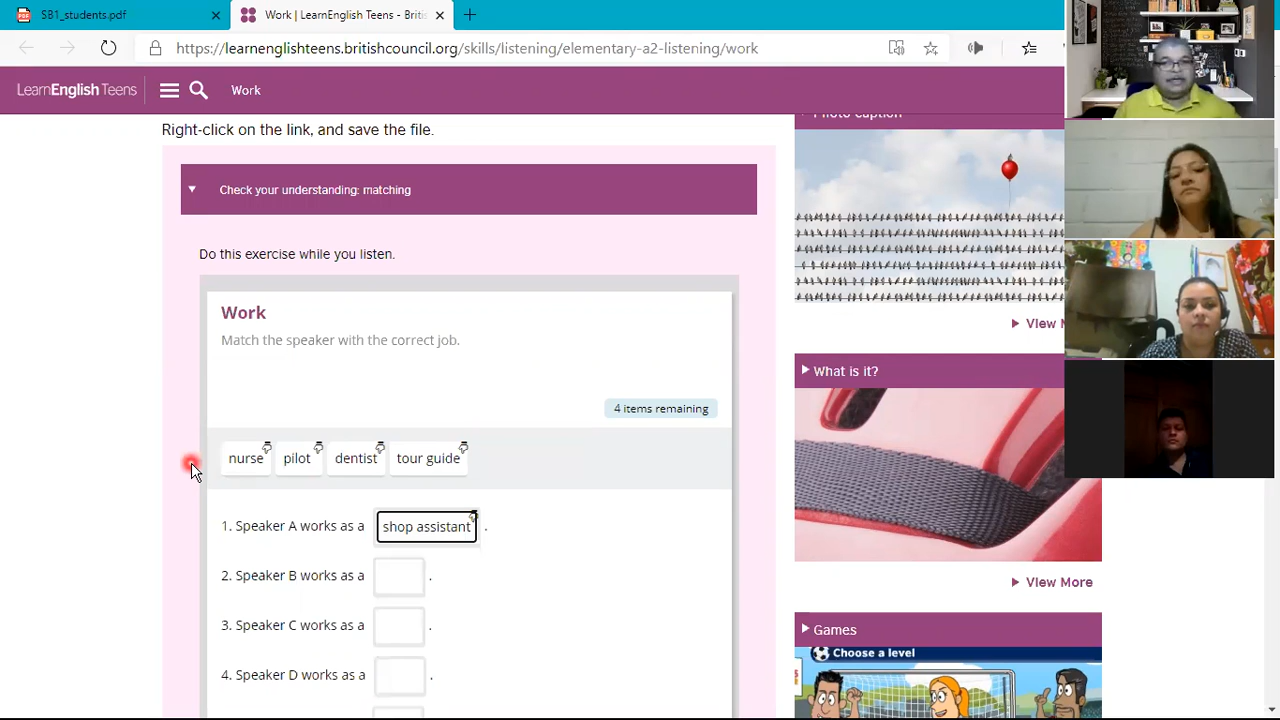 SB1_students.pdf
Work | LearnEnglish Teens - Britis
https://learnenglishteens.britishcouncil.org/skills/listening/elementary-a2-listening/work
LearnEnglish Teens
Work
Right-click on the link, and save the file.
Check your understanding: matching
Do this exercise while you listen.
Work
Match the speaker with the correct job.
4 items remaining
nurse
pilot
dentist
tour guide
1. Speaker A works as a shop assistant .
2. Speaker B works as a .
3. Speaker C works as a .
4. Speaker D works as a .
Photo Caption
View M
What is it?
View More
Games
Choose a level